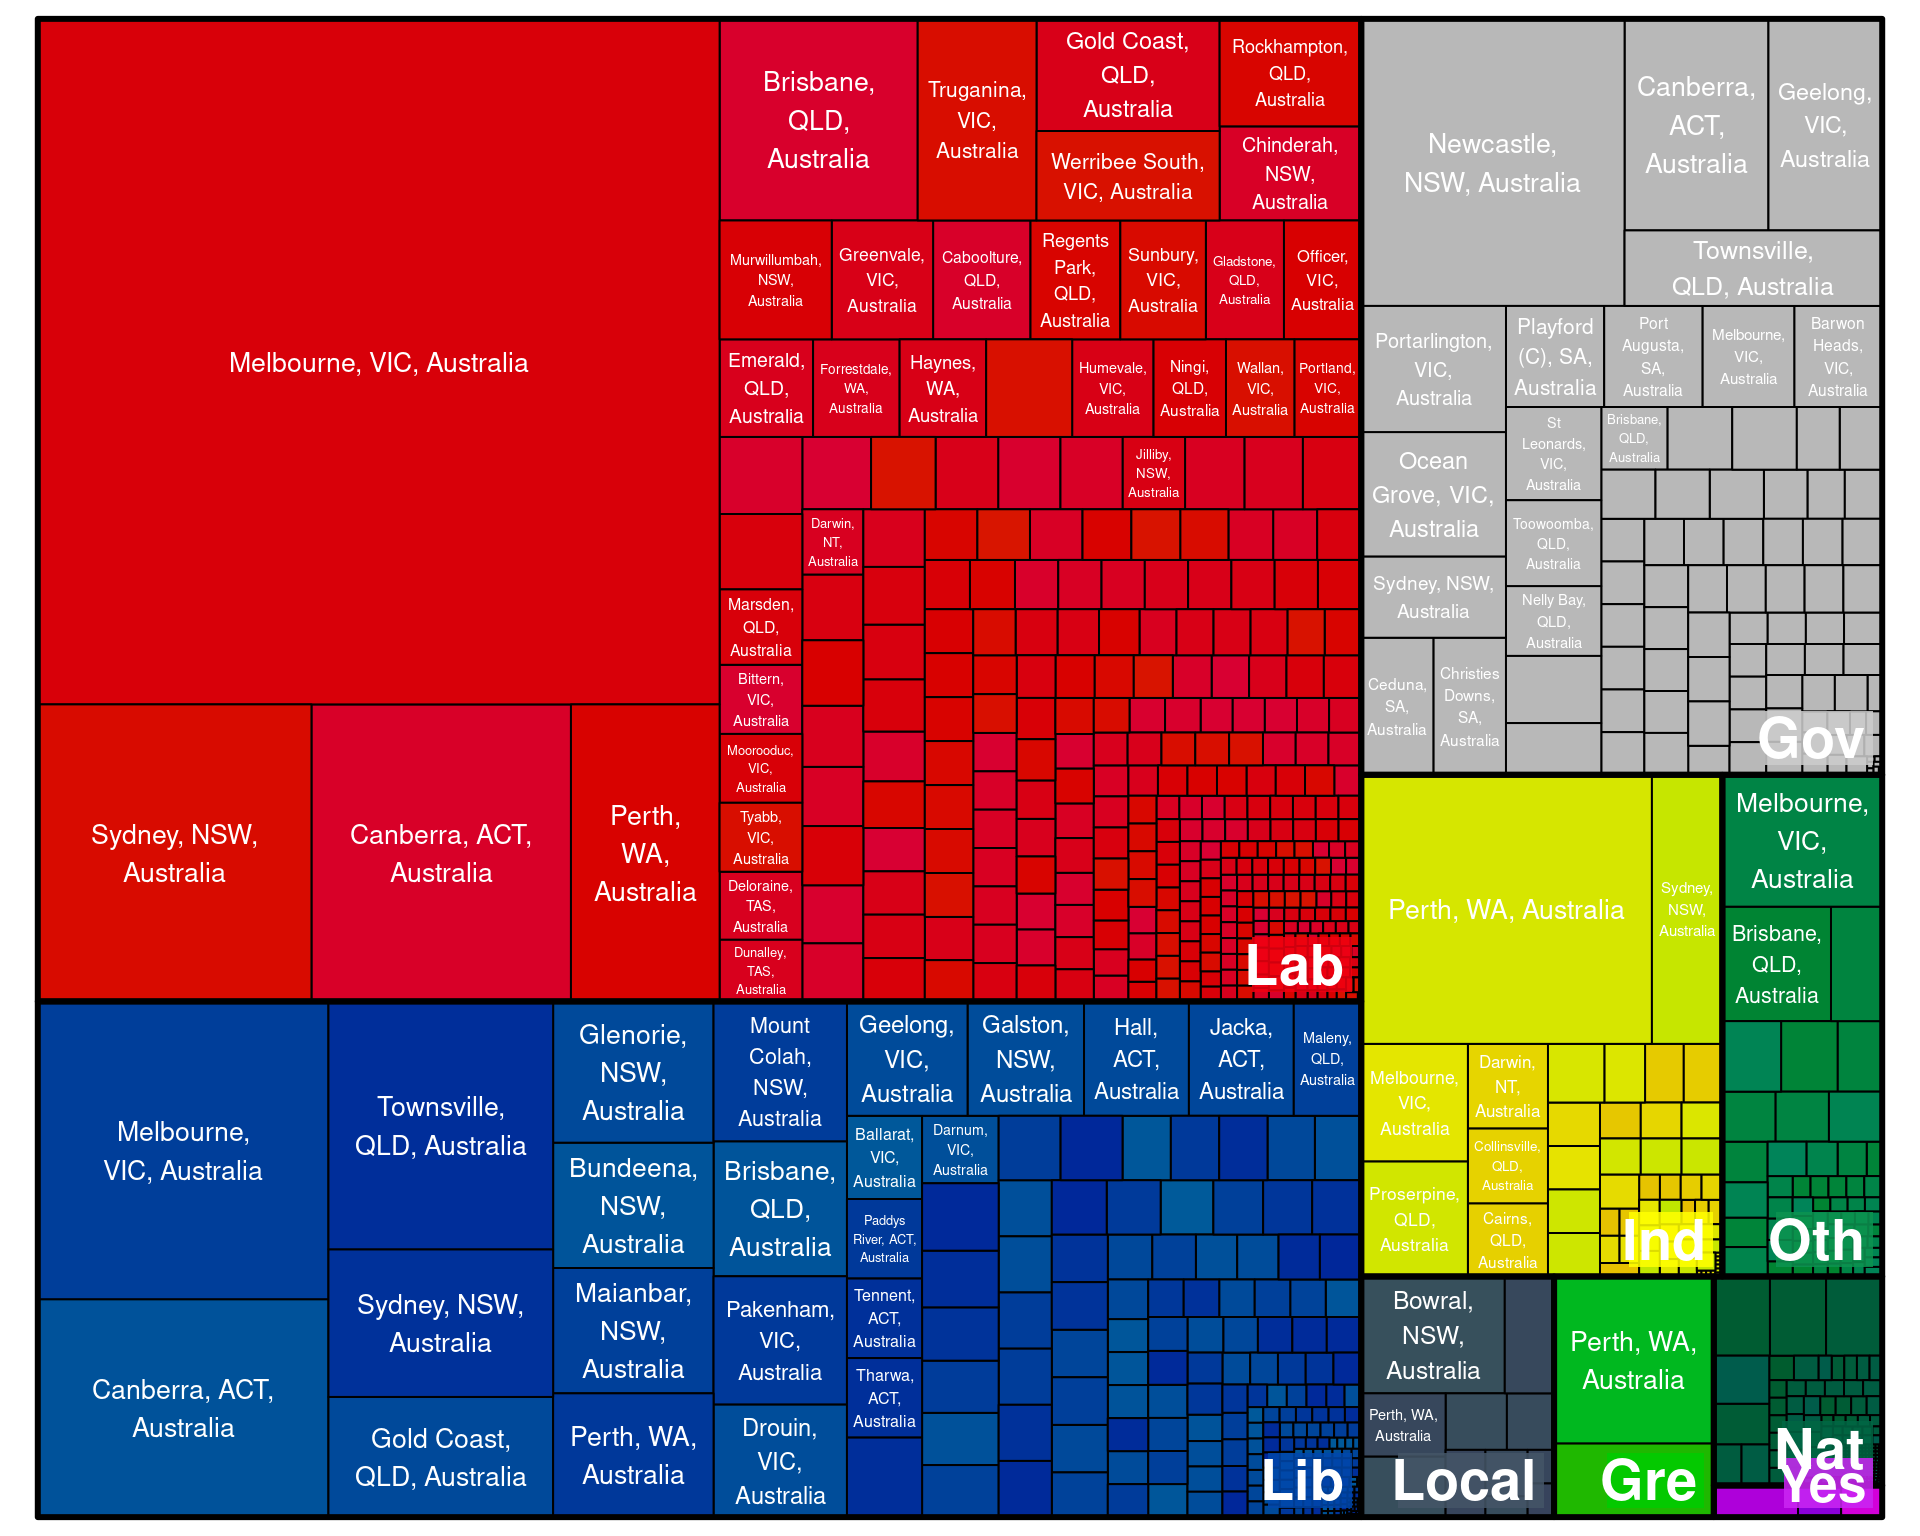 Melbourne, VIC, Australia
Sydney, NSW,
Australia
Canberra, ACT,
Australia
Perth,
WA,
Australia
Brisbane,
QLD,
Australia
Truganina,
VIC,
Australia
Gold Coast,
QLD,
Australia
Werribee South,
VIC, Australia
Rockhampton,
QLD,
Australia
Chinderah,
NSW,
Australia
Murwillumbah,
NSW,
Australia
Greenvale,
VIC,
Australia
Caboolture,
QLD,
Australia
Regents
Park,
QLD,
Australia
Sunbury,
VIC,
Australia
Gladstone,
QLD,
Australia
Officer,
VIC,
Australia
Emerald,
QLD,
Australia
Forrestdale,
WA,
Australia
Haynes,
WA,
Australia
Humevale,
VIC,
Australia
Ningi,
QLD,
Australia
Wallan,
VIC,
Australia
Portland,
VIC,
Australia
Jilliby,
NSW,
Australia
Darwin,
NT,
Australia
Marsden,
QLD,
Australia
Bittern,
VIC,
Australia
Moorooduc,
VIC,
Australia
Tyabb,
VIC,
Australia
Deloraine,
TAS,
Australia
Dunalley,
TAS,
Australia
Lab
Newcastle,
NSW, Australia
Canberra,
ACT,
Australia
Geelong,
VIC,
Australia
Townsville,
QLD, Australia
Portarlington,
VIC,
Australia
Playford
(C), SA,
Australia
Port
Augusta,
SA,
Australia
Melbourne,
VIC,
Australia
Barwon
Heads,
VIC,
Australia
Ocean
Grove, VIC,
Australia
St
Leonards,
VIC,
Australia
Brisbane,
QLD,
Australia
Toowoomba,
QLD,
Australia
Sydney, NSW,
Australia
Nelly Bay,
QLD,
Australia
Ceduna,
SA,
Australia
Christies
Downs,
SA,
Australia
Gov
Perth, WA, Australia
Sydney,
NSW,
Australia
Melbourne,
VIC,
Australia
Darwin,
NT,
Australia
Collinsville,
QLD,
Australia
Proserpine,
QLD,
Australia
Cairns,
QLD,
Australia
Ind
Melbourne,
VIC,
Australia
Brisbane,
QLD,
Australia
Oth
Melbourne,
VIC, Australia
Canberra, ACT,
Australia
Townsville,
QLD, Australia
Sydney, NSW,
Australia
Gold Coast,
QLD, Australia
Glenorie,
NSW,
Australia
Bundeena,
NSW,
Australia
Maianbar,
NSW,
Australia
Perth, WA,
Australia
Mount
Colah,
NSW,
Australia
Brisbane,
QLD,
Australia
Pakenham,
VIC,
Australia
Drouin,
VIC,
Australia
Geelong,
VIC,
Australia
Galston,
NSW,
Australia
Hall,
ACT,
Australia
Jacka,
ACT,
Australia
Maleny,
QLD,
Australia
Ballarat,
VIC,
Australia
Darnum,
VIC,
Australia
Paddys
River, ACT,
Australia
Tennent,
ACT,
Australia
Tharwa,
ACT,
Australia
Lib
Bowral,
NSW,
Australia
Perth, WA,
Australia
Local
Perth, WA,
Australia
Gre
Nat
Yes